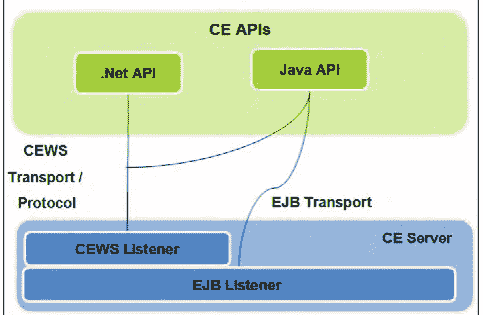 CE APIs
.Net API
Java API
CEWS
Transport /
Protocol
EJB Transport
CE Server
CEWS Listener
EJB Listener